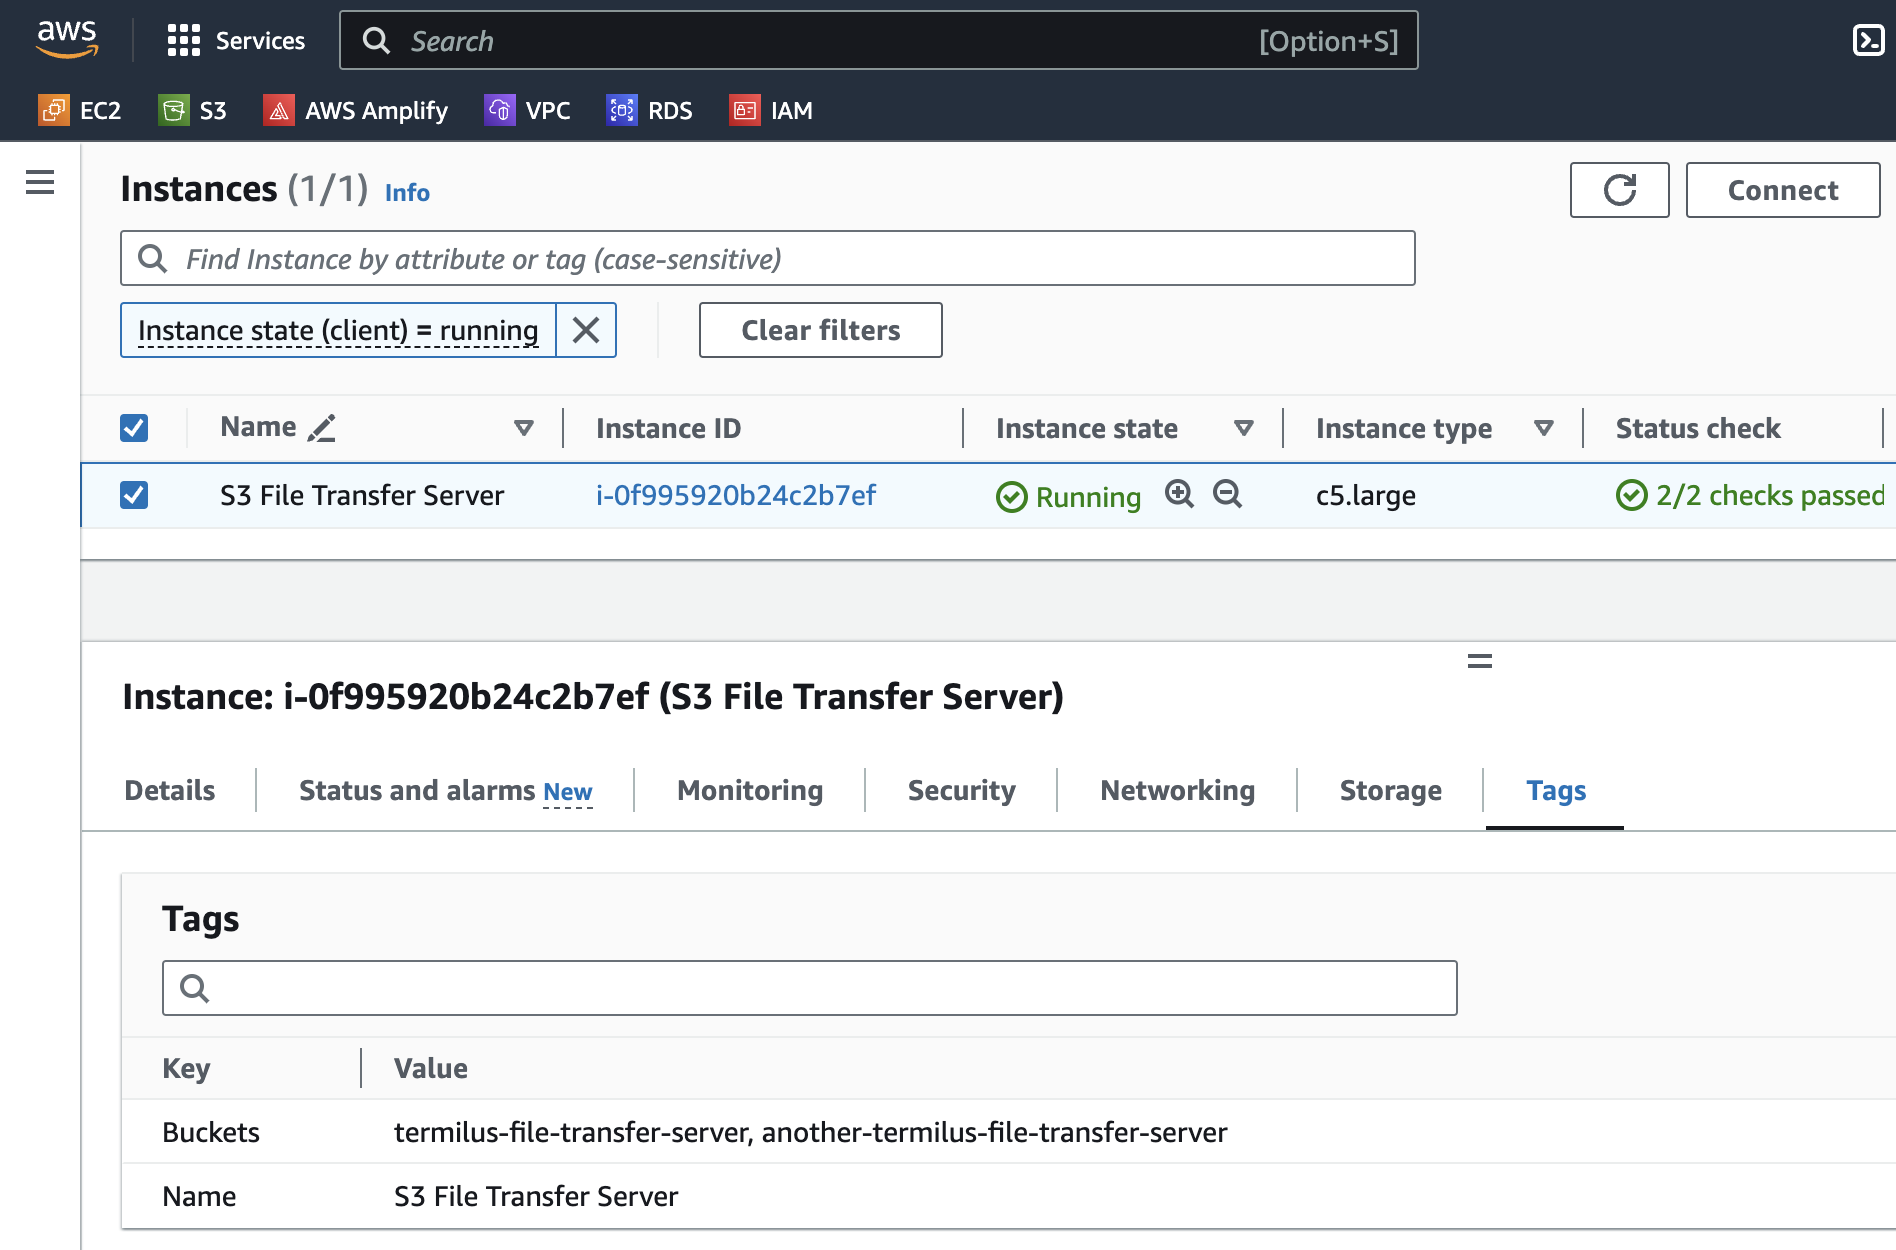 aws Services Search [Option+S]
EC2 S3 AWS Amplify VPC RDS IAM
Instances (1/1) Info Connect
Find Instance by attribute or tag (case-sensitive)
Instance state (client) = running Clear filters
Name Instance ID Instance state Instance type Status check
S3 File Transfer Server i-0f995920b24c2b7ef Running c5.large 2/2 checks passed
Instance: i-0f995920b24c2b7ef (S3 File Transfer Server)
Details Status and alarms New Monitoring Security Networking Storage Tags
Tags
Key Value
Buckets termilus-file-transfer-server, another-termilus-file-transfer-server
Name S3 File Transfer Server